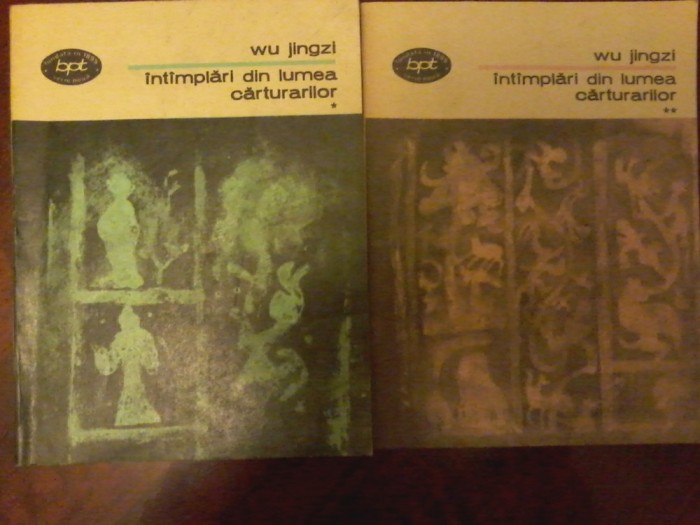 bpt
wu jingzi
întîmplări din lumea
cărturarilor
*
bpt
wu jingzi
întîmplări din lumea
cărturarilor
**